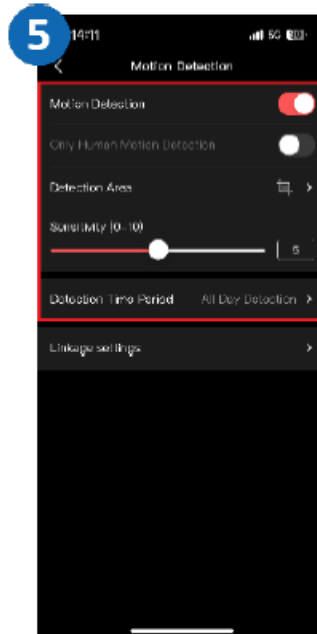 5
14:11
5G
Motion Detection
Motion Detection
Only Human Motion Detection
Detection Area
Sensitivity (0-10)
Detection Time Period All Day Detection
Linkage settings